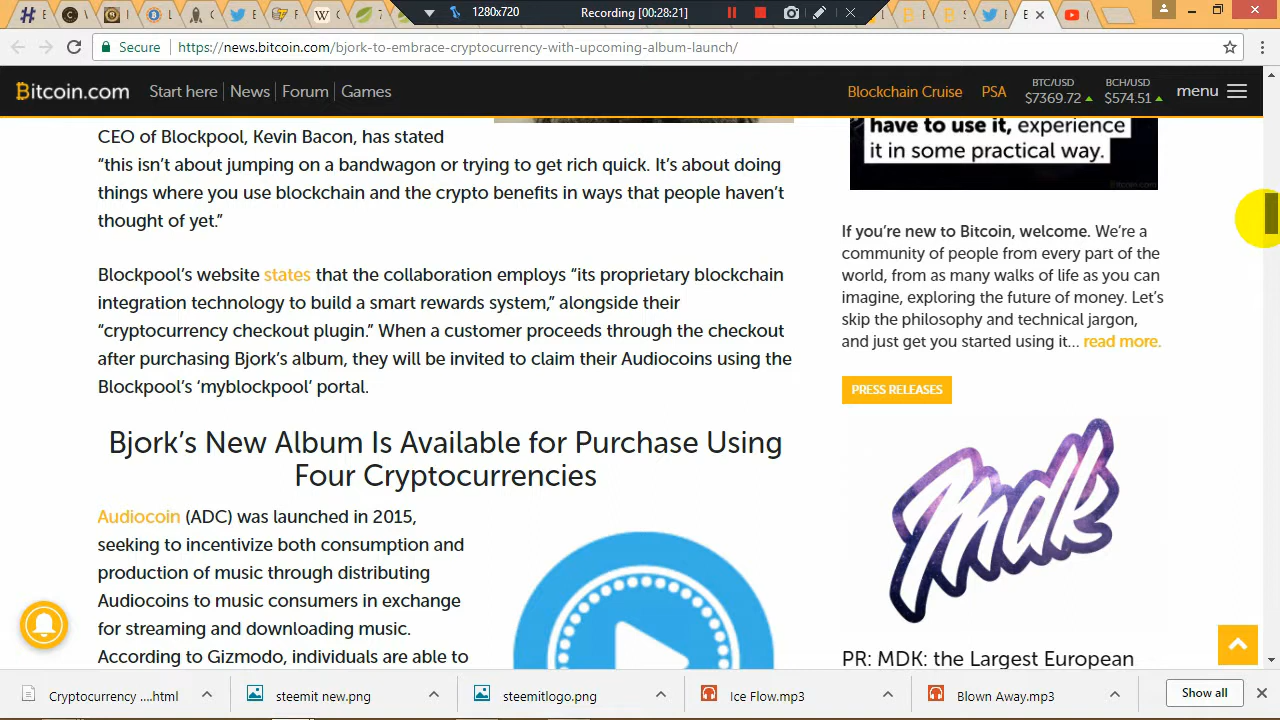 1280x720
Recording [00:28:21]
Secure
https://news.bitcoin.com/bjork-to-embrace-cryptocurrency-with-upcoming-album-launch/
Bitcoin.com
Start here | News | Forum | Games
Blockchain Cruise
PSA
BTC/USD
$7369.72
BCH/USD
$574.51
menu
CEO of Blockpool, Kevin Bacon, has stated
“this isn’t about jumping on a bandwagon or trying to get rich quick. It’s about doing
things where you use blockchain and the crypto benefits in ways that people haven’t
thought of yet.”
Blockpool’s website states that the collaboration employs “its proprietary blockchain
integration technology to build a smart rewards system,” alongside their
“cryptocurrency checkout plugin.” When a customer proceeds through the checkout
after purchasing Bjork’s album, they will be invited to claim their Audiocoins using the
Blockpool’s ‘myblockpool’ portal.
Bjork’s New Album Is Available for Purchase Using
Four Cryptocurrencies
Audiocoin (ADC) was launched in 2015,
seeking to incentivize both consumption and
production of music through distributing
Audiocoins to music consumers in exchange
for streaming and downloading music.
According to Gizmodo, individuals are able to
have to use it, experience
it in some practical way.
If you’re new to Bitcoin, welcome. We’re a
community of people from every part of the
world, from as many walks of life as you can
imagine, exploring the future of money. Let’s
skip the philosophy and technical jargon,
and just get you started using it... read more.
PRESS RELEASES
mdk
PR: MDK: the Largest European
Cryptocurrency ....html
steemit new.png
steemitlogo.png
Ice Flow.mp3
Blown Away.mp3
Show all